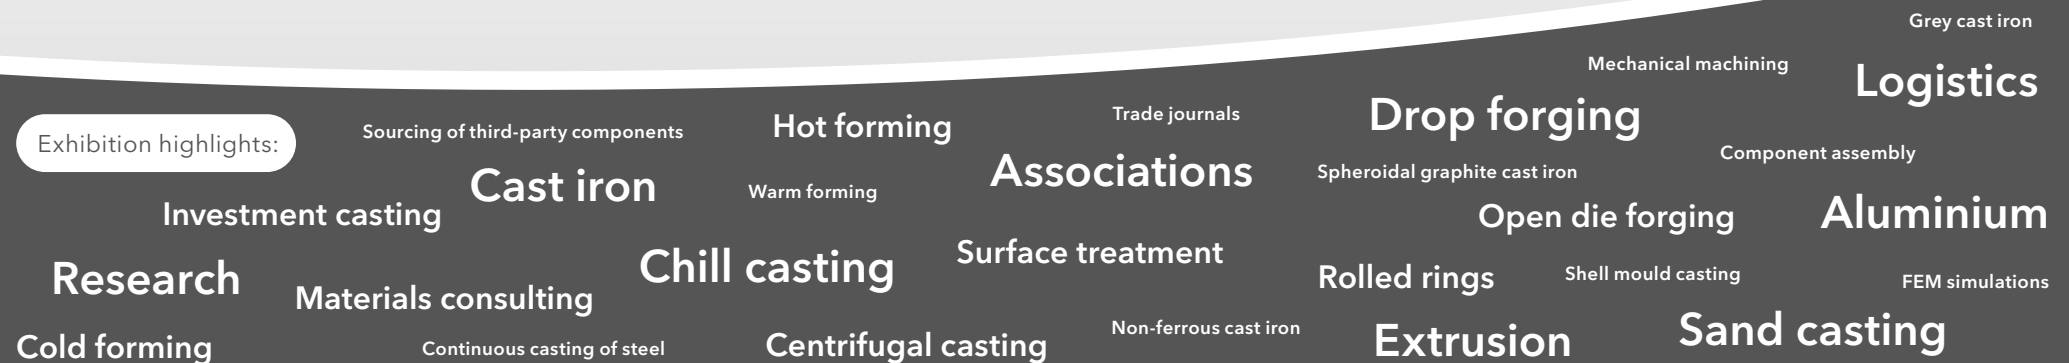 Grey cast iron
Mechanical machining
Logistics
Trade journals
Drop forging
Hot forming
Sourcing of third-party components
Exhibition highlights:
Component assembly
Associations
Spheroidal graphite cast iron
Cast iron
Warm forming
Investment casting
Open die forging
Aluminium
Surface treatment
Chill casting
Research
Rolled rings
Shell mould casting
FEM simulations
Materials consulting
Non-ferrous cast iron
Sand casting
Cold forming
Continuous casting of steel
Centrifugal casting
Extrusion